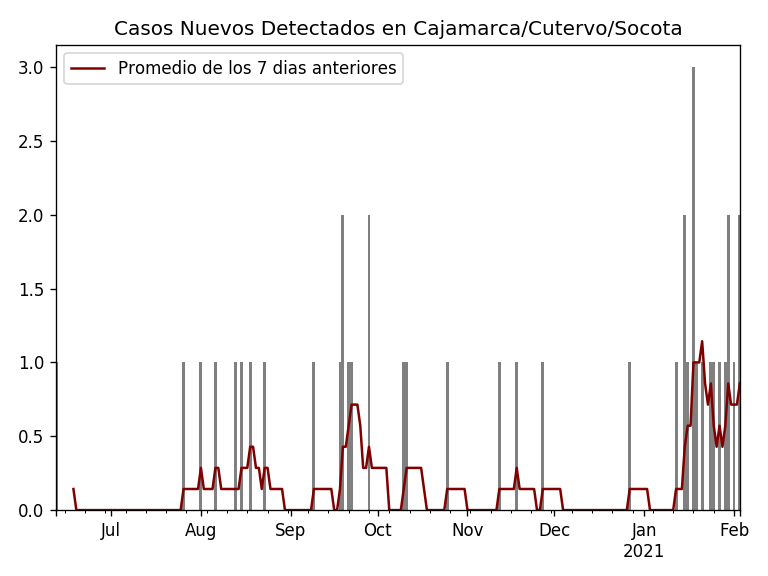 Casos Nuevos Detectados en Cajamarca/Cutervo/Socota
Promedio de los 7 dias anteriores
3.0
2.5
2.0
1.5
1.0
0.5
0.0
Jul Aug Sep Oct Nov Dec Jan Feb
2021